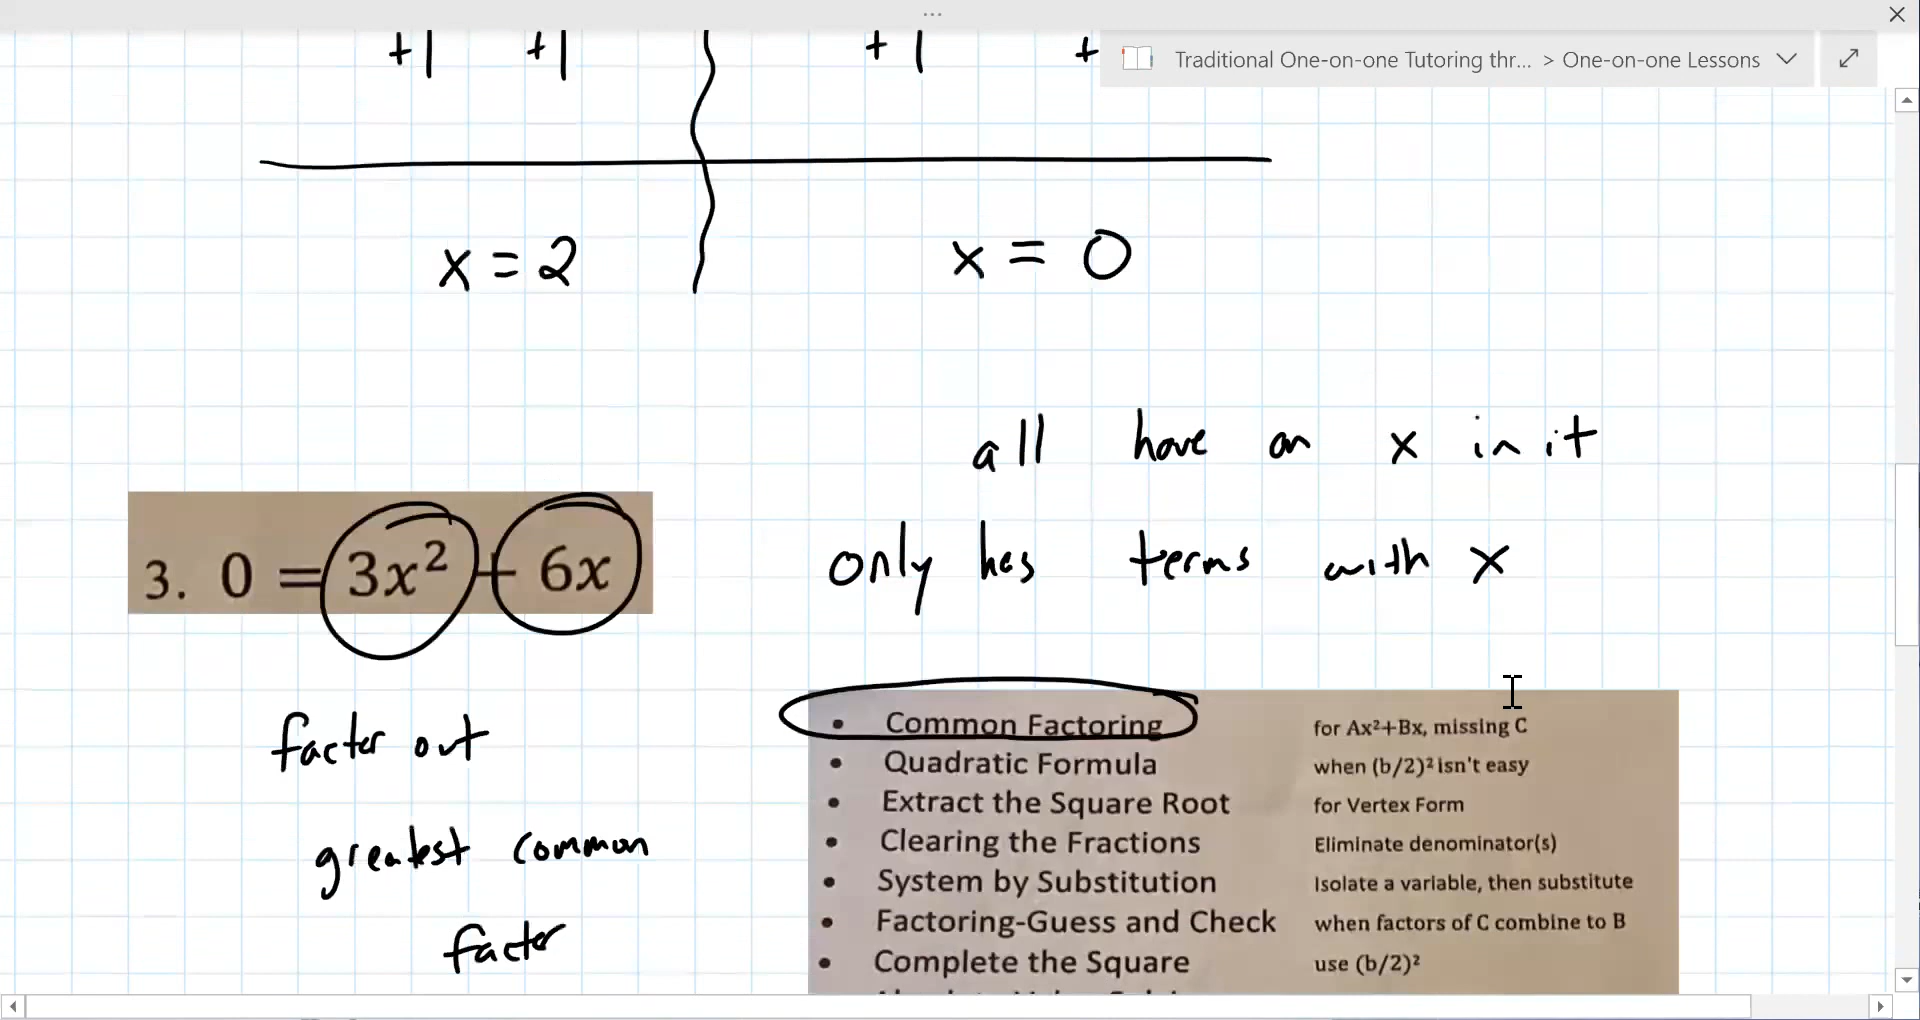 +1 +1 +1 +
Traditional One-on-one Tutoring thr... > One-on-one Lessons
x = 2 x = 0
all have an x in it
only has terms with x
3. 0 = 3x² + 6x
factor out
greatest common
factor
• Common Factoring for Ax²+Bx, missing C
• Quadratic Formula when (b/2)² isn't easy
• Extract the Square Root for Vertex Form
• Clearing the Fractions Eliminate denominator(s)
• System by Substitution Isolate a variable, then substitute
• Factoring-Guess and Check when factors of C combine to B
• Complete the Square use (b/2)²